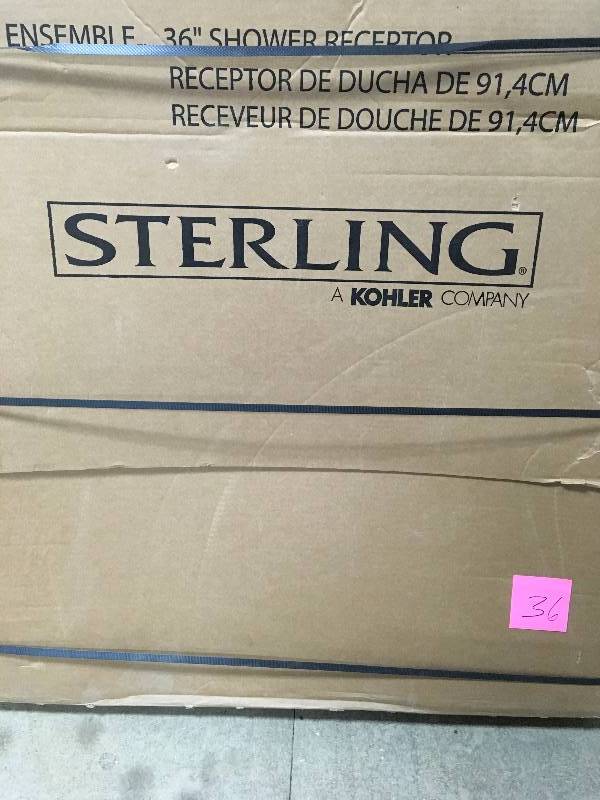 ENSEMBLE™ 36" SHOWER RECEPTOR
RECEPTOR DE DUCHA DE 91,4CM
RECEVEUR DE DOUCHE DE 91,4CM
STERLING®
A KOHLER COMPANY
36